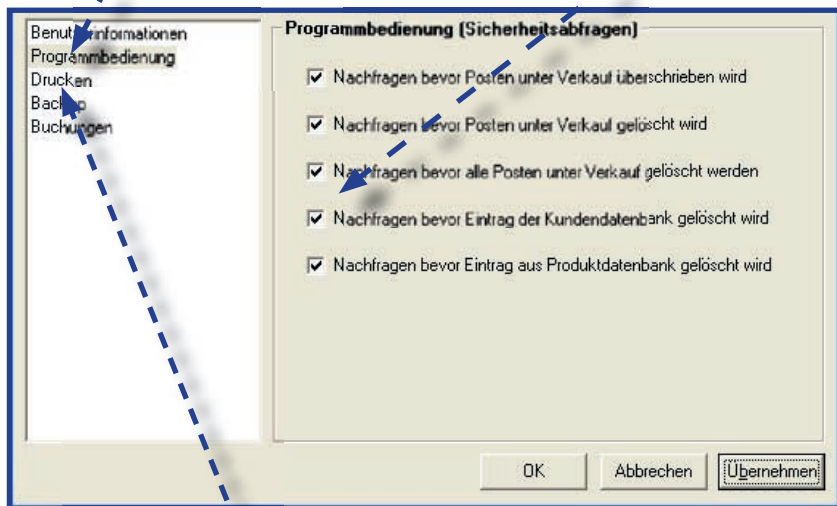 Benutzerinformationen
Programmbedienung
Drucken
Backup
Buchungen
Programmbedienung (Sicherheitsabfragen)
Nachfragen bevor Posten unter Verkauf überschrieben wird
Nachfragen bevor Posten unter Verkauf gelöscht wird
Nachfragen bevor alle Posten unter Verkauf gelöscht werden
Nachfragen bevor Eintrag der Kundendatenbank gelöscht wird
Nachfragen bevor Eintrag aus Produktdatenbank gelöscht wird
OK Abbrechen Übernehmen